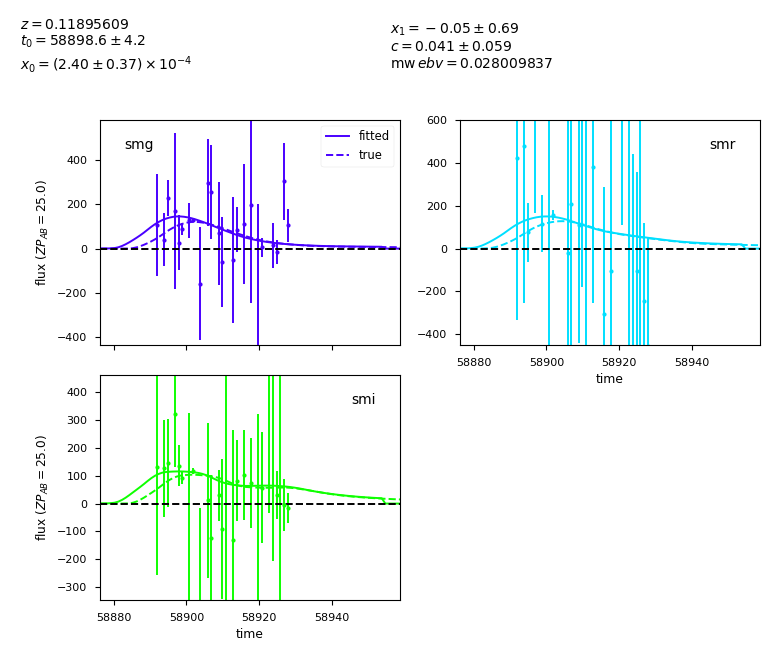 z = 0.11895609
t₀ = 58898.6 ± 4.2
x₀ = (2.40 ± 0.37) × 10⁻⁴
x₁ = −0.05 ± 0.69
c = 0.041 ± 0.059
mw ebv = 0.028009837
smg
fitted
true
400
200
0
−200
−400
flux (ZP_AB = 25.0)
smr
600
400
200
0
−200
−400
58880
58900
58920
58940
time
smi
400
300
200
100
0
−100
−200
−300
flux (ZP_AB = 25.0)
58880
58900
58920
58940
time